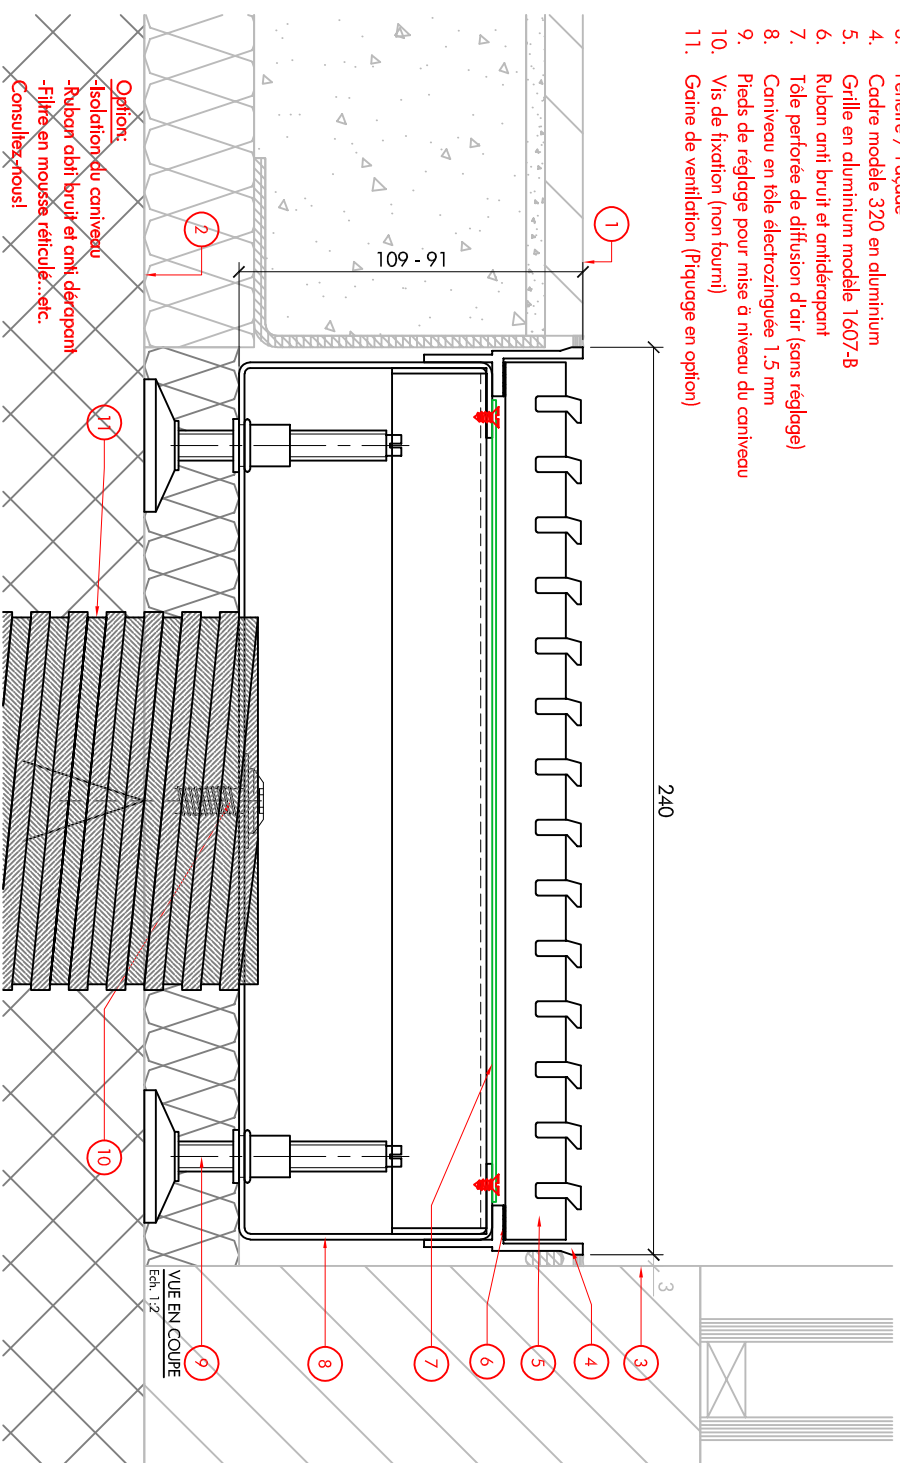 4. Cadre modèle 320 en aluminium
5. Grille en aluminium modèle 1607-B
6. Ruban anti bruit et antidérapant
7. Tôle perforée de diffusion d'air (sans réglage)
8. Caniveau en tôle électrozinguée 1.5 mm
9. Pieds de réglage pour mise à niveau du caniveau
10. Vis de fixation (non fourni)
11. Gaine de ventilation (Piquage en option)
1
2
109 - 91
240
3
11
10
9
8
7
6
5
4
3
VUE EN COUPE
Ech. 1:2
Option:
-Isolation du caniveau
-Ruban abti bruit et anti dérapant
-Filtre en mousse réticulé...etc.
Consultez-nous!